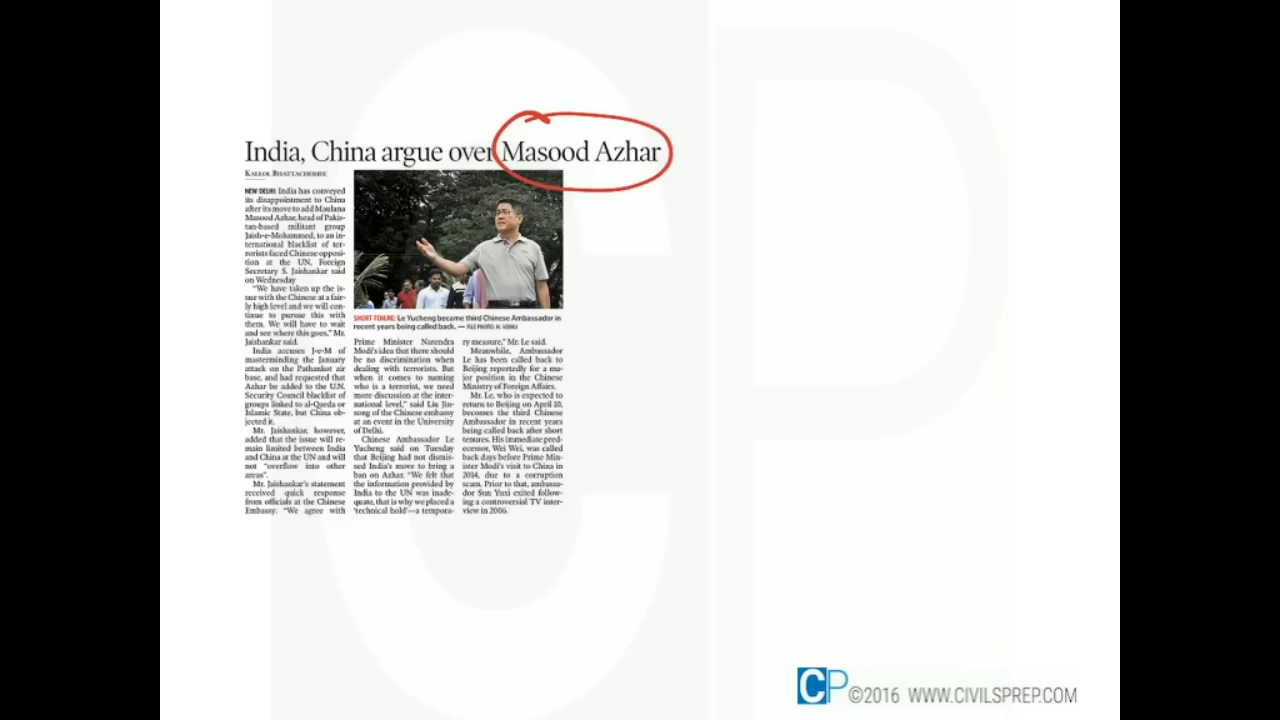 India, China argue over Masood Azhar
KALLOL BHATTACHERJEE
NEW DELHI: India has conveyed
its disappointment to China
after its move to add Maulana
Masood Azhar, head of Pakis-
tan-based militant group
Jaish-e-Mohammed, to an in-
ternational blacklist of ter-
rorists faced Chinese opposi-
tion at the UN, Foreign
Secretary S. Jaishankar said
on Wednesday
“We have taken up the is-
sue with the Chinese at a fair-
ly high level and we will con-
tinue to pursue this with
them. We will have to wait
and see where this goes,” Mr.
Jaishankar said.
India accuses J-e-M of
masterminding the January
attack on the Pathankot air
base, and had requested that
Azhar be added to the U.N.
Security Council blacklist of
groups linked to al-Qaeda or
Islamic State, but China ob-
jected it.
Mr. Jaishankar, however,
added that the issue will re-
main limited between India
and China at the UN and will
not “overflow into other
areas”.
Mr. Jaishankar’s statement
received quick response
from officials at the Chinese
Embassy. “We agree with
SHORT TENURE: Le Yucheng became third Chinese Ambassador in
recent years being called back. — FILE PHOTO: H. VIBHU
Prime Minister Narendra
Modi’s idea that there should
be no discrimination when
dealing with terrorists. But
when it comes to naming
who is a terrorist, we need
more discussion at the inter-
national level,” said Liu Jin-
song of the Chinese embassy
at an event in the University
of Delhi.
Chinese Ambassador Le
Yucheng said on Tuesday
that Beijing had not dismis-
sed India’s move to bring a
ban on Azhar. “We felt that
the information provided by
India to the UN was inade-
quate, that is why we placed a
‘technical hold’—a tempora-
ry measure,” Mr. Le said.
Meanwhile, Ambassador
Le has been called back to
Beijing reportedly for a ma-
jor position in the Chinese
Ministry of Foreign Affairs.
Mr. Le, who is expected to
return to Beijing on April 10,
becomes the third Chinese
Ambassador in recent years
being called back after short
tenures. His immediate pred-
ecessor, Wei Wei, was called
back days before Prime Min-
ister Modi’s visit to China in
2014, due to a corruption
scam. Prior to that, ambassa-
dor Sun Yuxi exited follow-
ing a controversial TV inter-
view in 2006.
CP ©2016 WWW.CIVILSPREP.COM